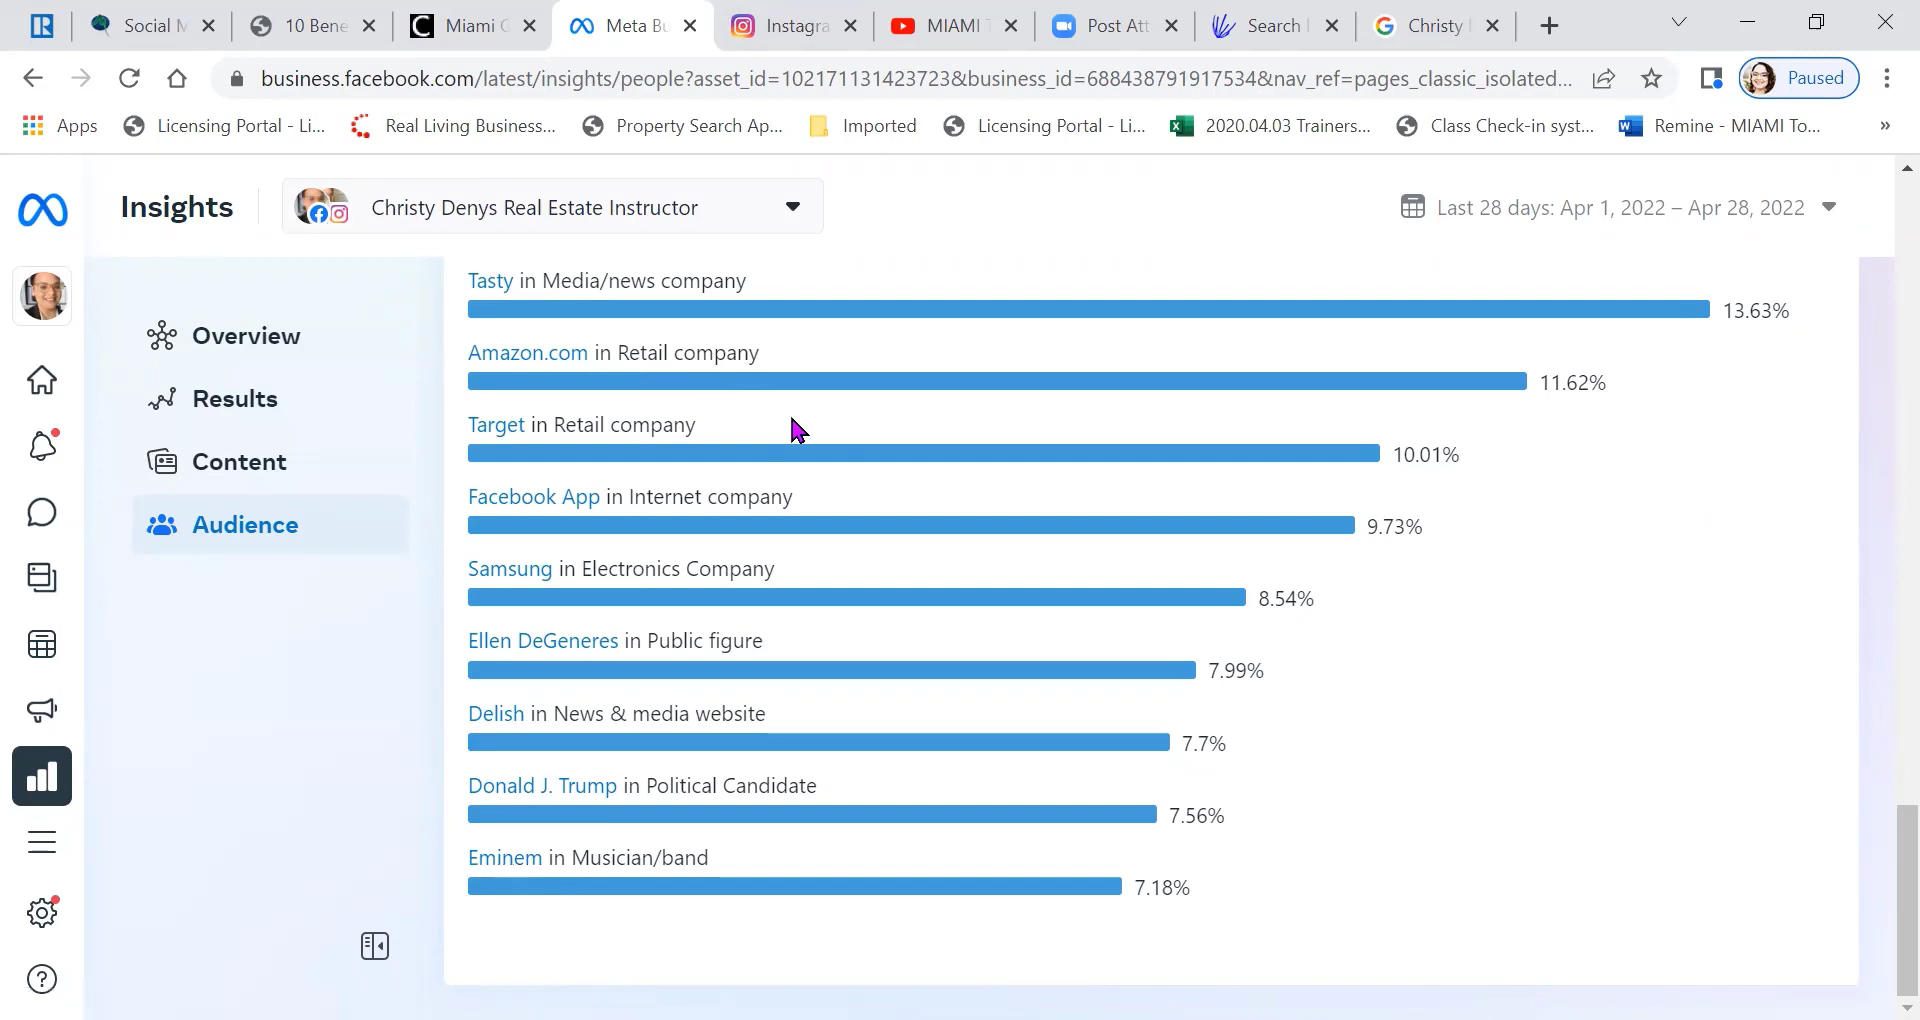 Social M
10 Bene
Miami C
Meta Bu
Instagra
MIAMI T
Post Att
Search
Christy
business.facebook.com/latest/insights/people?asset_id=102171131423723&business_id=688438791917534&nav_ref=pages_classic_isolated...
Paused
Apps
Licensing Portal - Li...
Real Living Business...
Property Search Ap...
Imported
Licensing Portal - Li...
2020.04.03 Trainers...
Class Check-in syst...
Remine - MIAMI To...
»
Insights
Christy Denys Real Estate Instructor
Last 28 days: Apr 1, 2022 – Apr 28, 2022
Overview
Results
Content
Audience
Tasty in Media/news company
13.63%
Amazon.com in Retail company
11.62%
Target in Retail company
10.01%
Facebook App in Internet company
9.73%
Samsung in Electronics Company
8.54%
Ellen DeGeneres in Public figure
7.99%
Delish in News & media website
7.7%
Donald J. Trump in Political Candidate
7.56%
Eminem in Musician/band
7.18%